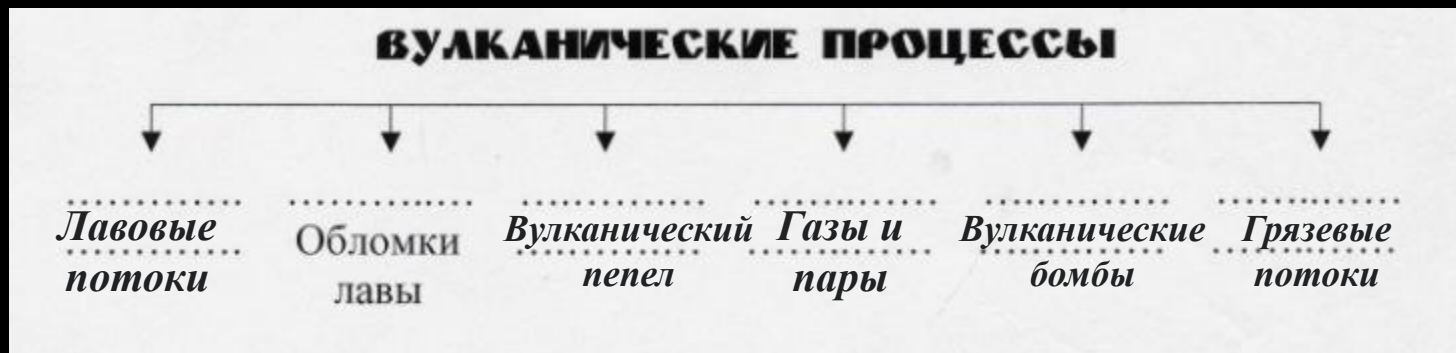 ВУЛКАНИЧЕСКИЕ ПРОЦЕССЫ
Лавовые
потоки
Обломки
лавы
Вулканический
пепел
Газы и
пары
Вулканические
бомбы
Грязевые
потоки